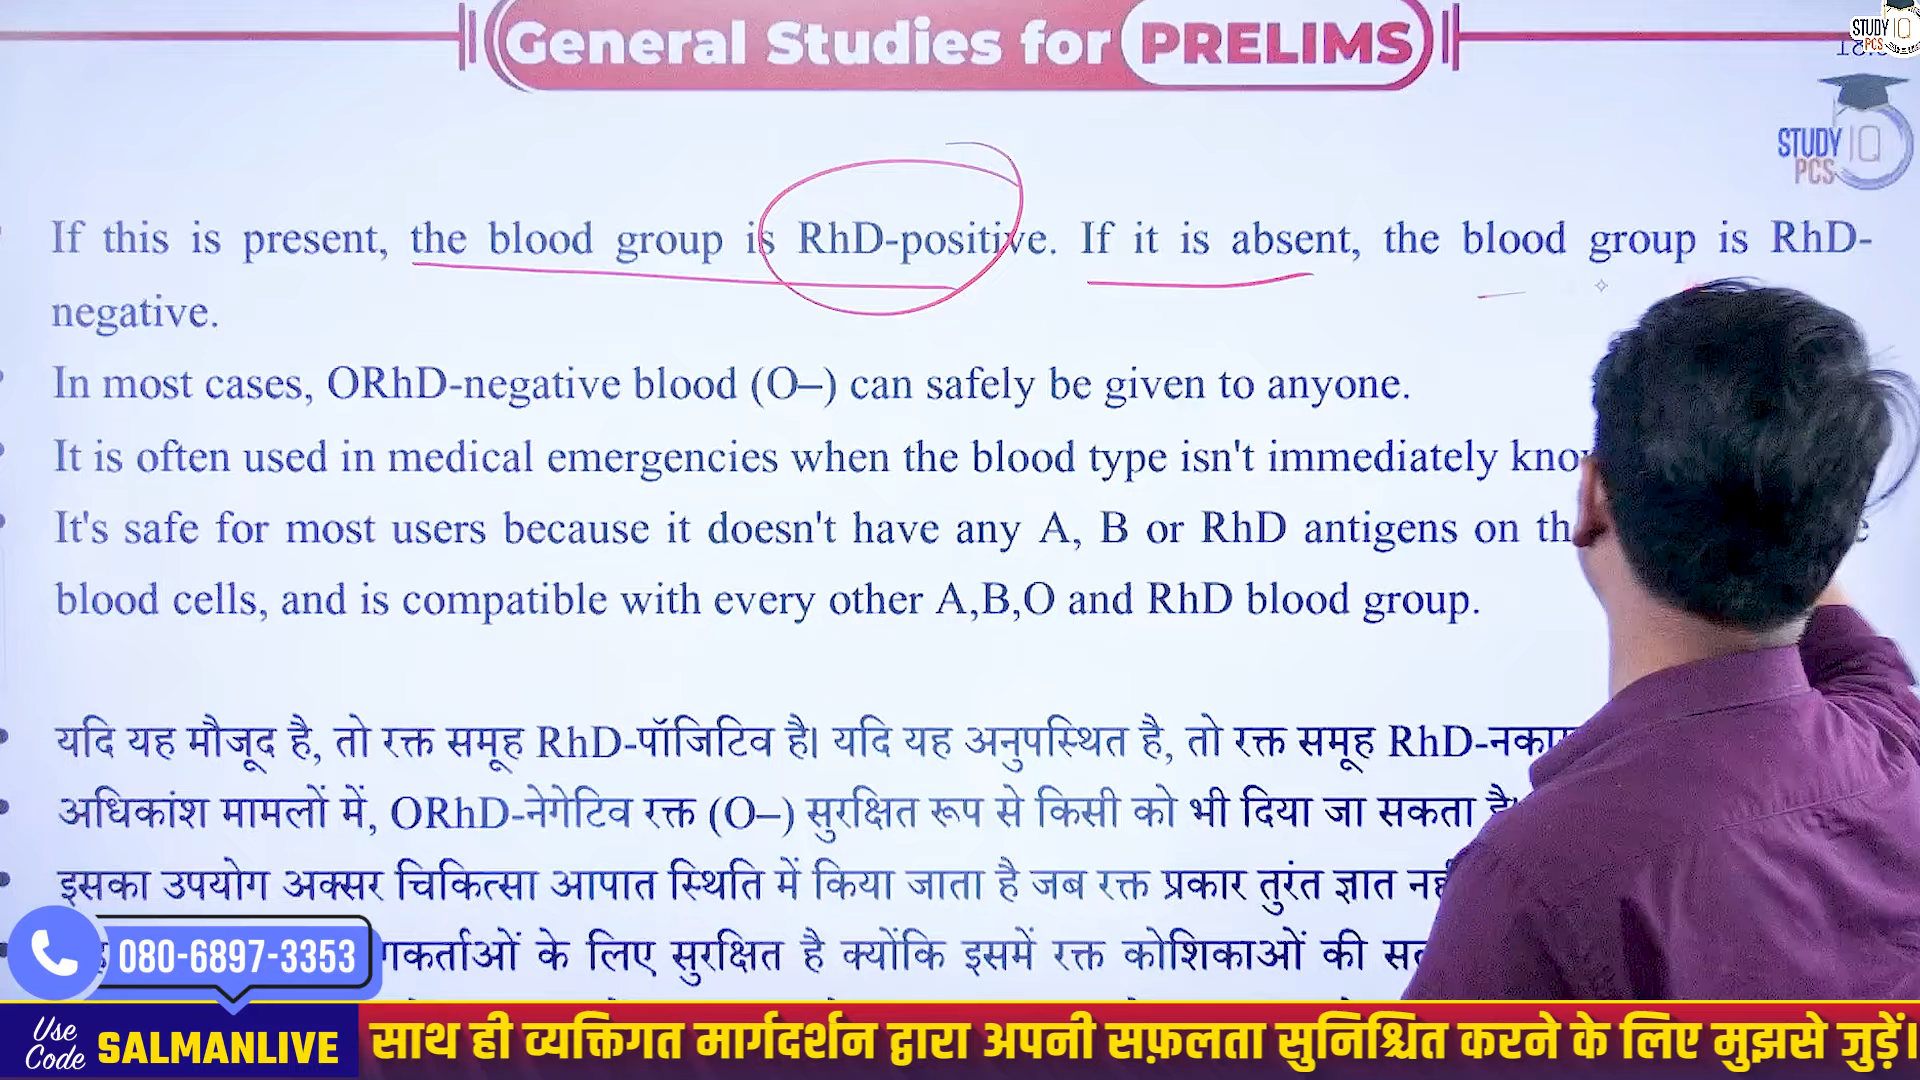 General Studies for PRELIMS
STUDY IQ
PCS
STUDY IQ
PCS
If this is present, the blood group is RhD-positive. If it is absent, the blood group is RhD-
negative.
In most cases, ORhD-negative blood (O–) can safely be given to anyone.
It is often used in medical emergencies when the blood type isn't immediately
It's safe for most users because it doesn't have any A, B or RhD antigens on
blood cells, and is compatible with every other A,B,O and RhD blood group.
यदि यह मौजूद है, तो रक्त समूह RhD-पॉजिटिव है। यदि यह अनुपस्थित है, तो रक्त समूह
अधिकांश मामलों में, ORhD-नेगेटिव रक्त (O–) सुरक्षित रूप से किसी को भी दिया जा सकता है
इसका उपयोग अक्सर चिकित्सा आपात स्थिति में किया जाता है जब रक्त प्रकार तुरंत ज्ञात
के लिए सुरक्षित है क्योंकि इसमें रक्त कोशिकाओं की
080-6897-3353
Use Code SALMANLIVE
साथ ही व्यक्तिगत मार्गदर्शन द्वारा अपनी सफ़लता सुनिश्चित करने के लिए मुझसे जुड़ें।